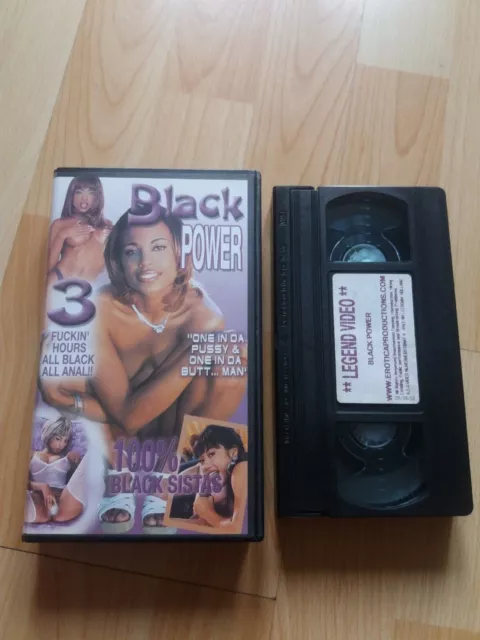 Black
POWER
3
FUCKIN'
HOURS
ALL BLACK
ALL ANAL!!
"ONE IN DA
PUSSY &
ONE IN DA
BUTT... MAN"
100%
BLACK SISTAS
** LEGEND VIDEO **
BLACK POWER
WWW.EROTICAPRODUCTIONS.COM